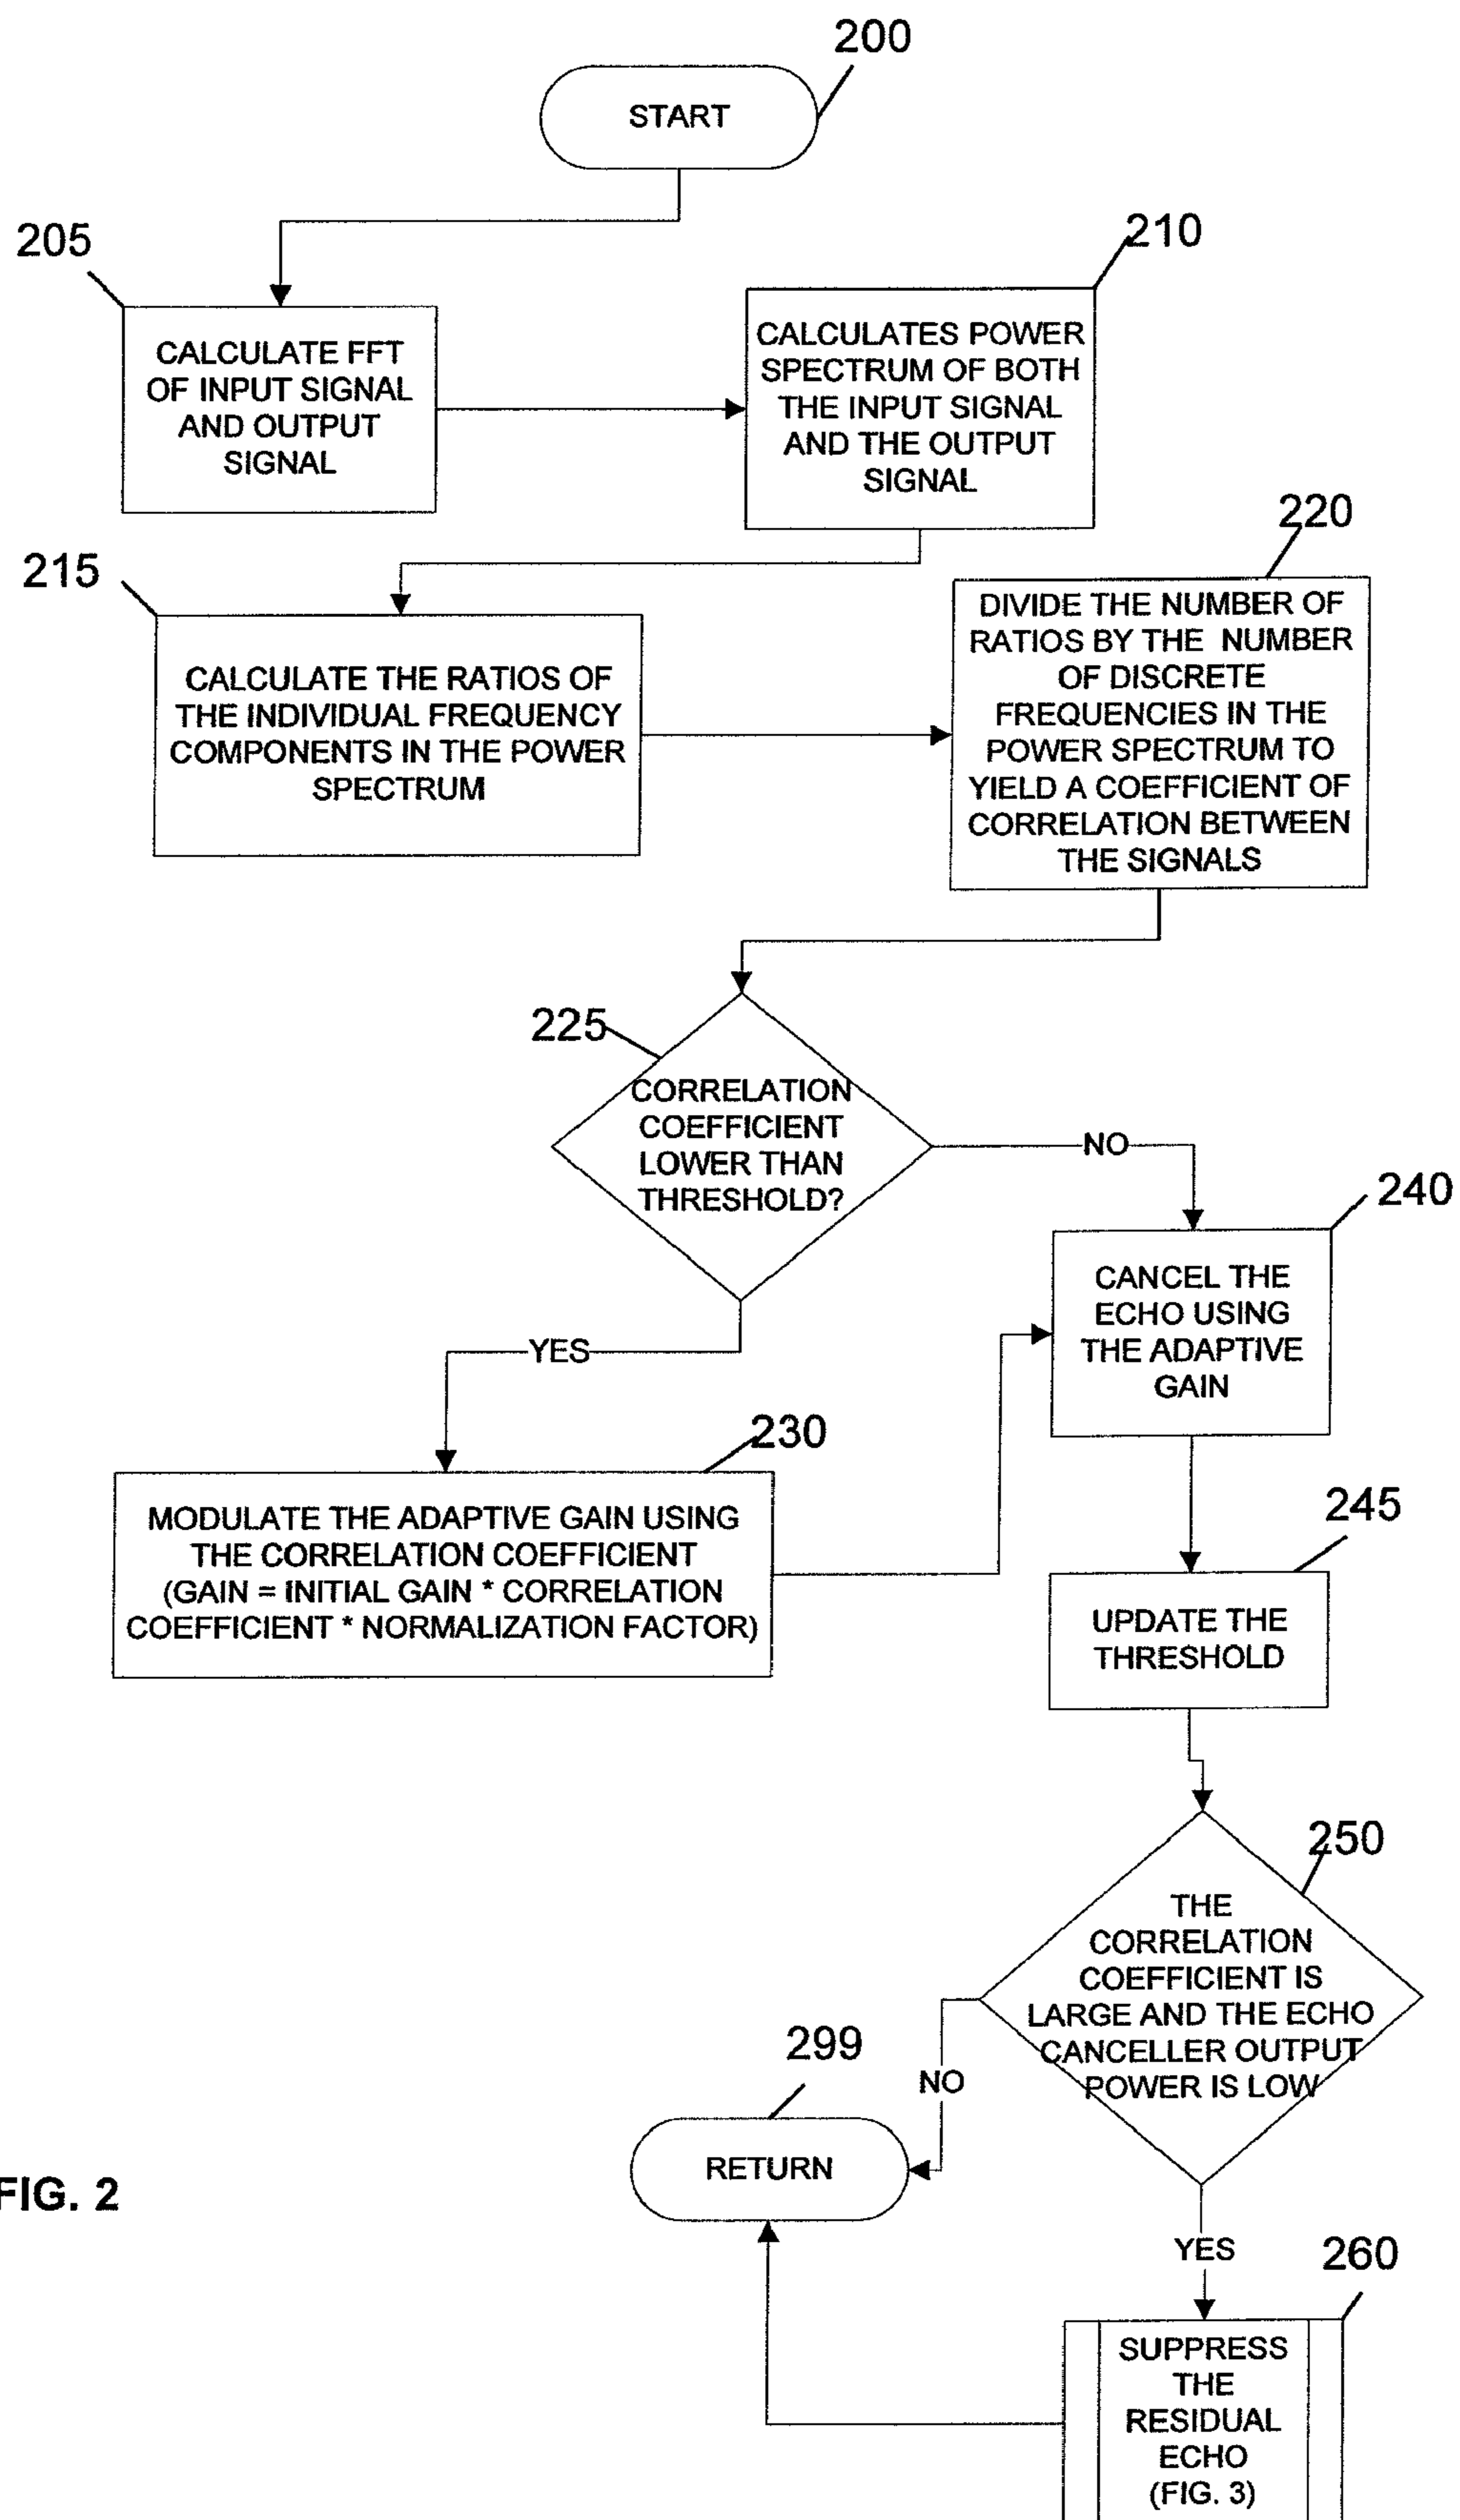 200
START
205
210
CALCULATE FFT
OF INPUT SIGNAL
AND OUTPUT
SIGNAL
CALCULATES POWER
SPECTRUM OF BOTH
THE INPUT SIGNAL
AND THE OUTPUT
SIGNAL
215
220
CALCULATE THE RATIOS OF
THE INDIVIDUAL FREQUENCY
COMPONENTS IN THE POWER
SPECTRUM
DIVIDE THE NUMBER OF
RATIOS BY THE NUMBER
OF DISCRETE
FREQUENCIES IN THE
POWER SPECTRUM TO
YIELD A COEFFICIENT OF
CORRELATION BETWEEN
THE SIGNALS
225
CORRELATION
COEFFICIENT
LOWER THAN
THRESHOLD?
NO
YES
240
CANCEL THE
ECHO USING
THE ADAPTIVE
GAIN
230
MODULATE THE ADAPTIVE GAIN USING
THE CORRELATION COEFFICIENT
(GAIN = INITIAL GAIN * CORRELATION
COEFFICIENT * NORMALIZATION FACTOR)
245
UPDATE THE
THRESHOLD
250
THE
CORRELATION
COEFFICIENT IS
LARGE AND THE ECHO
CANCELLER OUTPUT
POWER IS LOW
NO
299
RETURN
YES
260
SUPPRESS
THE
RESIDUAL
ECHO
(FIG. 3)
FIG. 2